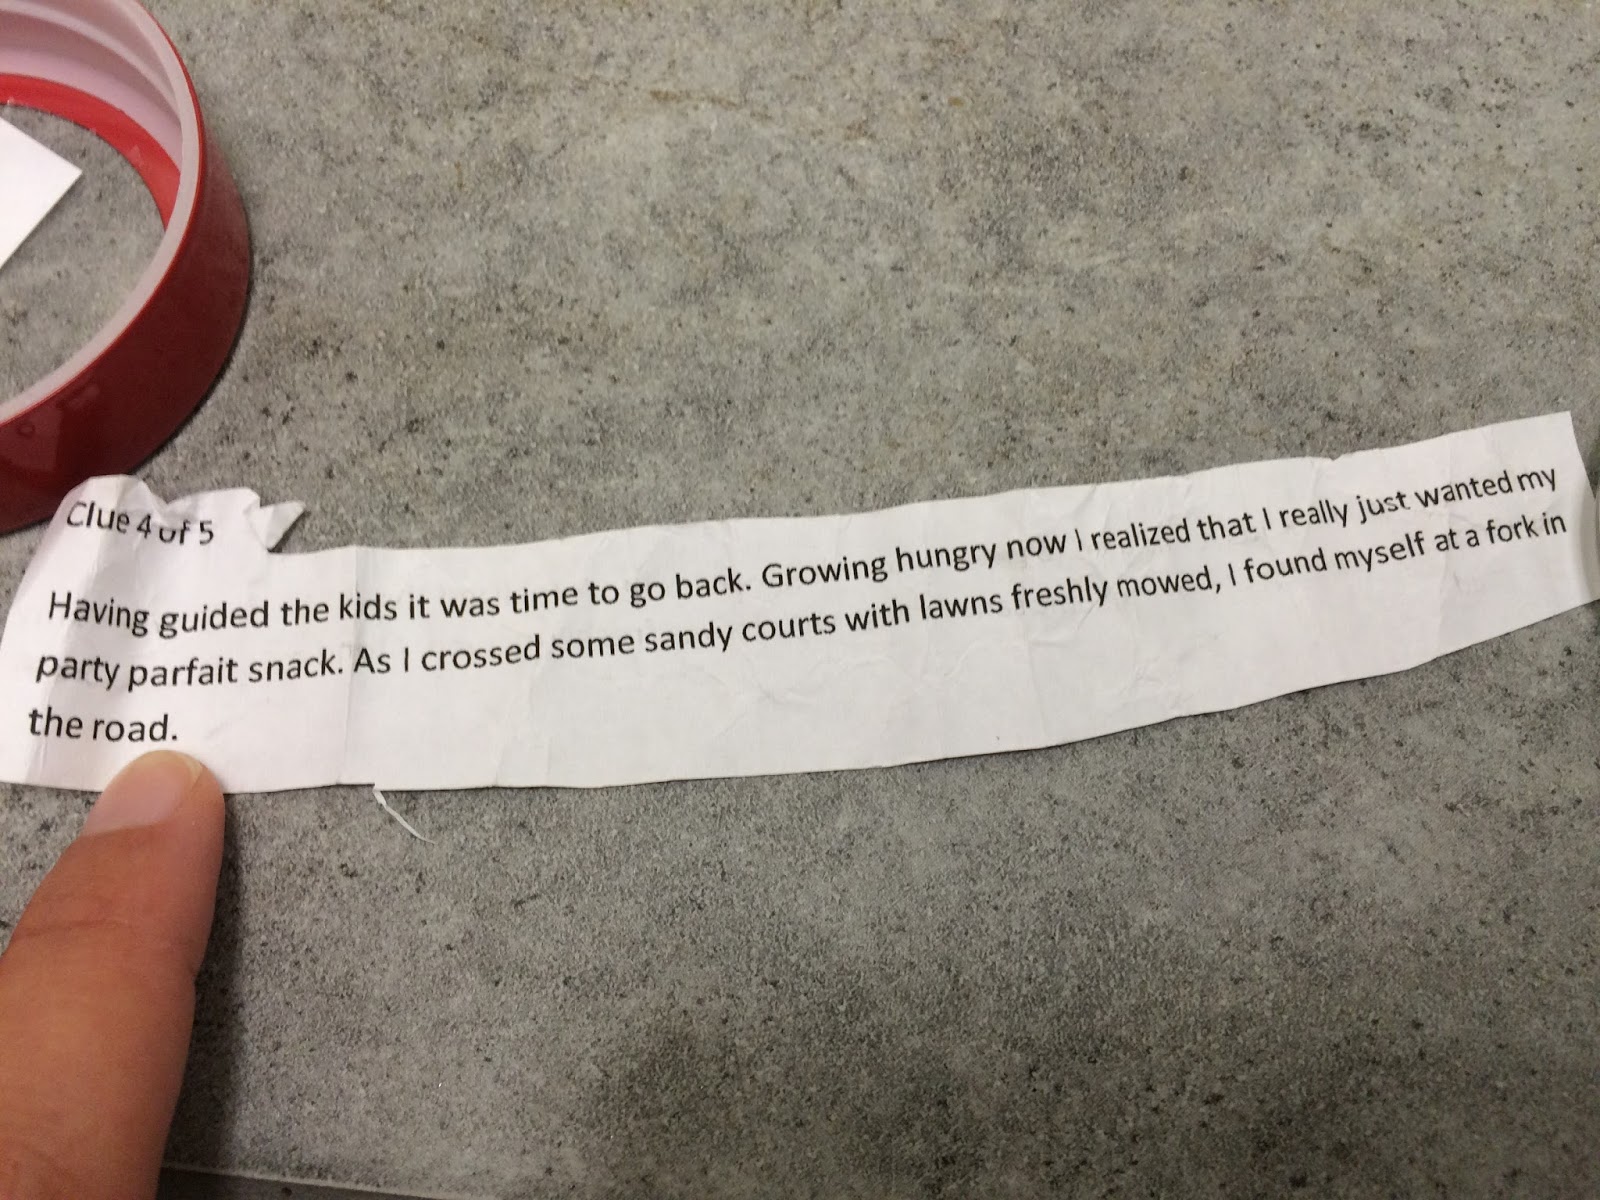 Clue 4 of 5
Having guided the kids it was time to go back. Growing hungry now I realized that I really just wanted my
party parfait snack. As I crossed some sandy courts with lawns freshly mowed, I found myself at a fork in
the road.